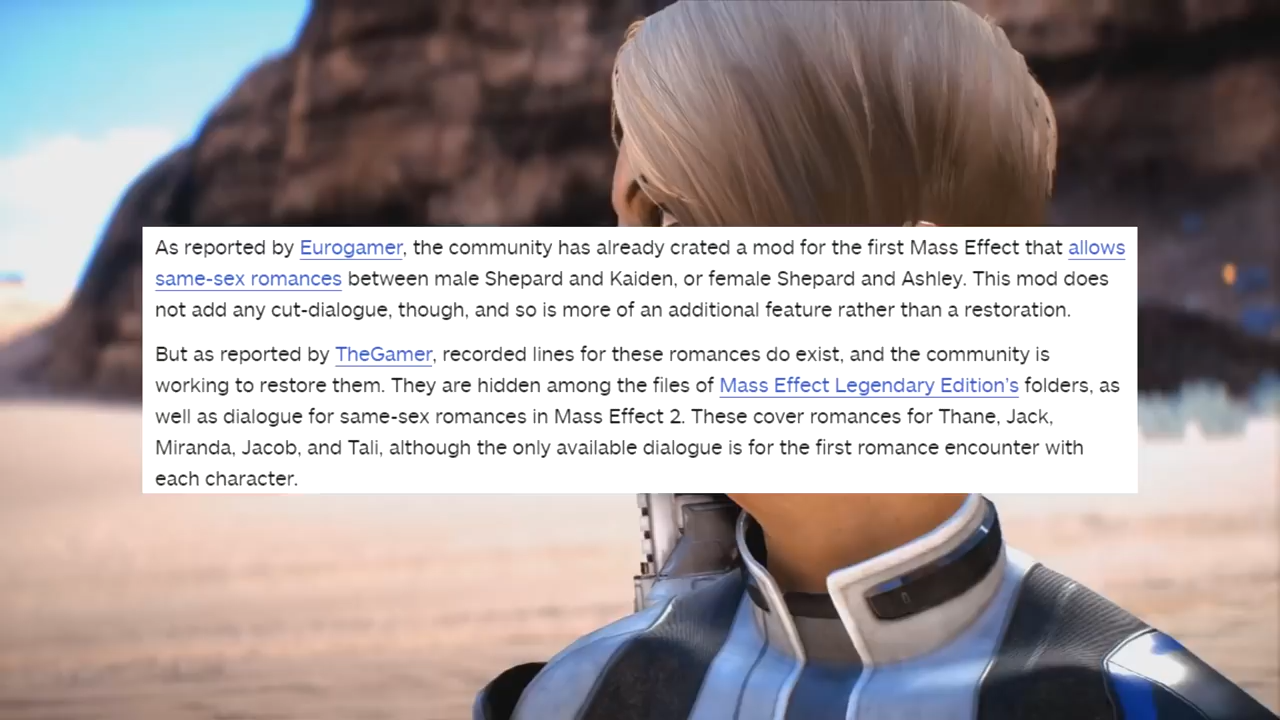 As reported by Eurogamer, the community has already crated a mod for the first Mass Effect that allows
same-sex romances between male Shepard and Kaiden, or female Shepard and Ashley. This mod does
not add any cut-dialogue, though, and so is more of an additional feature rather than a restoration.
But as reported by TheGamer, recorded lines for these romances do exist, and the community is
working to restore them. They are hidden among the files of Mass Effect Legendary Edition's folders, as
well as dialogue for same-sex romances in Mass Effect 2. These cover romances for Thane, Jack,
Miranda, Jacob, and Tali, although the only available dialogue is for the first romance encounter with
each character.